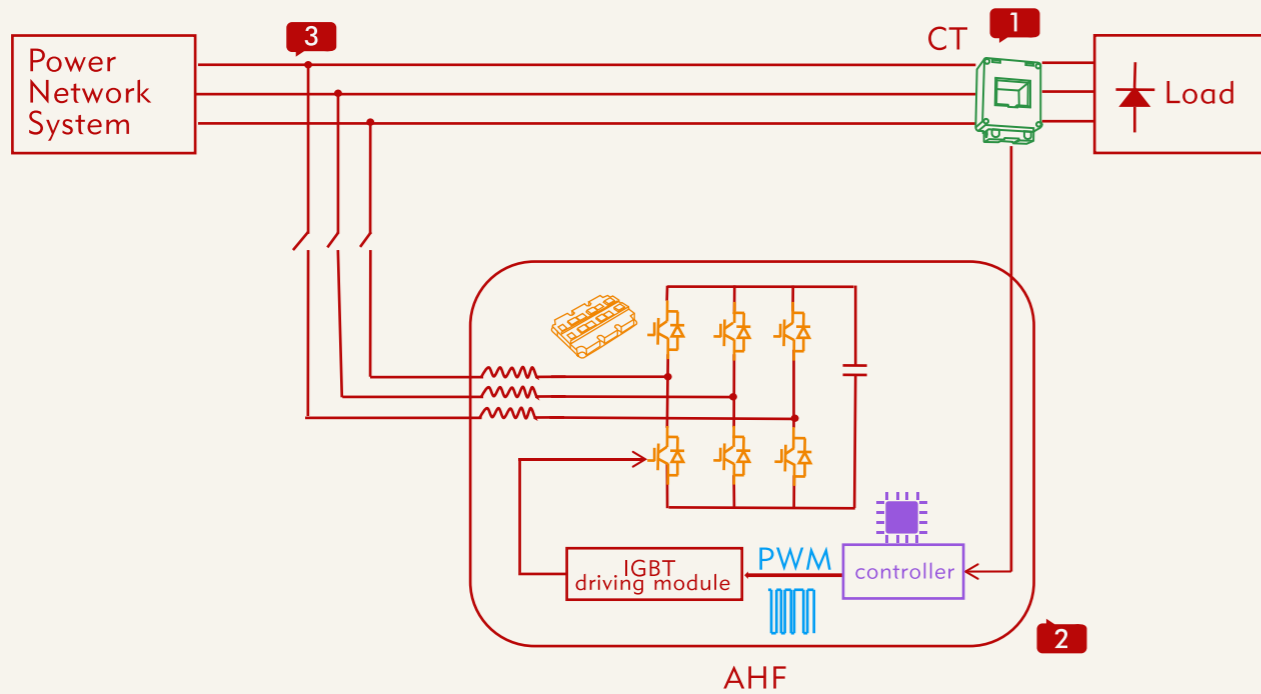 3
1
CT
Power
Network
System
Load
IGBT
driving module
PWM
controller
2
AHF